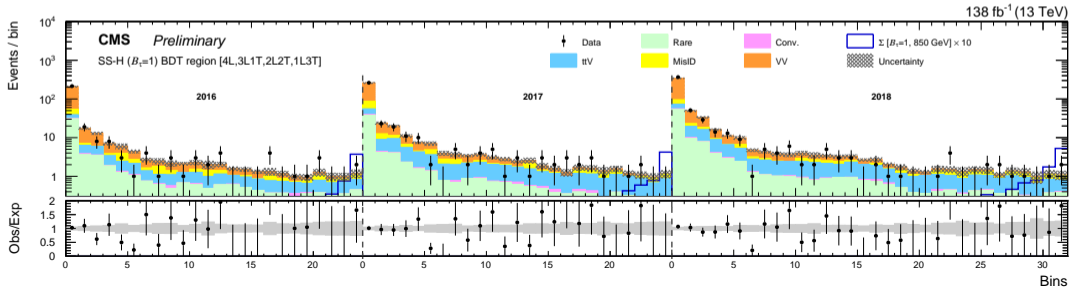 138 fb⁻¹ (13 TeV)
CMS Preliminary
SS-H (Bτ=1) BDT region [4L,3L1T,2L2T,1L3T]
Data
Rare
Conv.
Σ [Bτ=1, 850 GeV] × 10
ttV
MisID
VV
Uncertainty
2016
2017
2018
Events / bin
10⁴
10³
10²
10
1
Obs/Exp
2
1.5
1
0.5
0
0 5 10 15 20 0 5 10 15 20 0 5 10 15 20 25 30
Bins